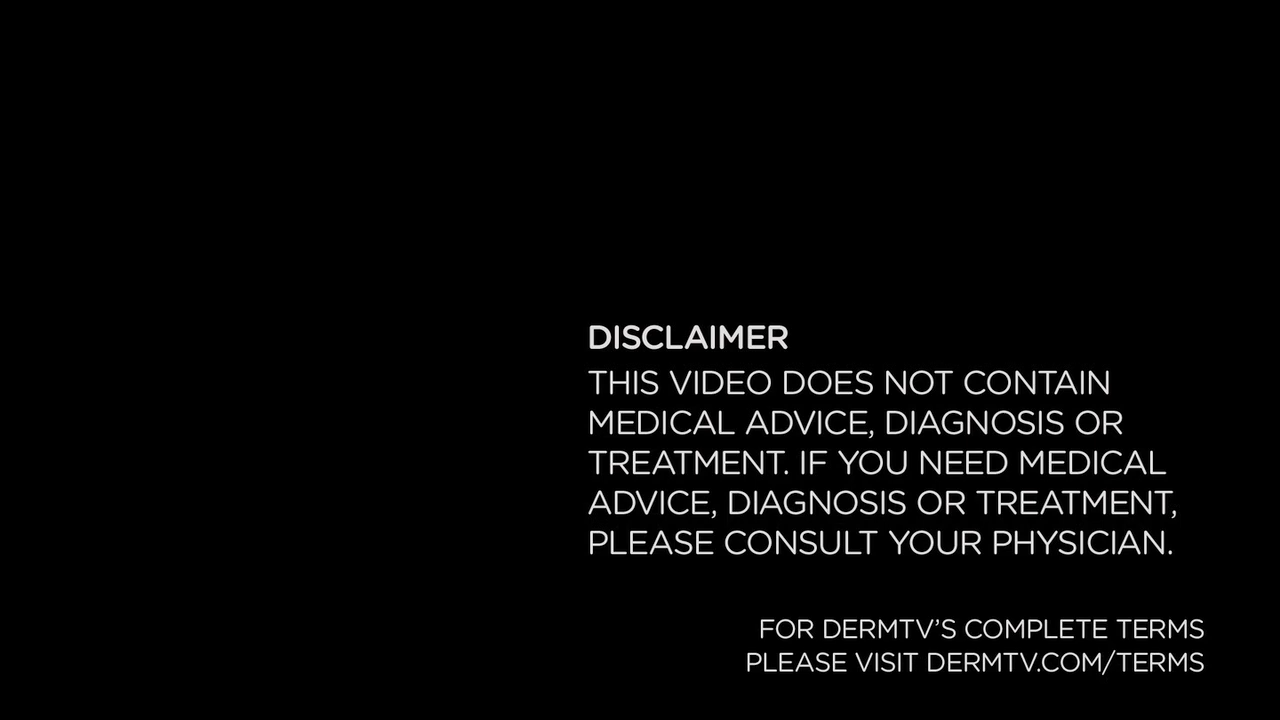 DISCLAIMER
THIS VIDEO DOES NOT CONTAIN
MEDICAL ADVICE, DIAGNOSIS OR
TREATMENT. IF YOU NEED MEDICAL
ADVICE, DIAGNOSIS OR TREATMENT,
PLEASE CONSULT YOUR PHYSICIAN.
FOR DERMTV’S COMPLETE TERMS
PLEASE VISIT DERMTV.COM/TERMS